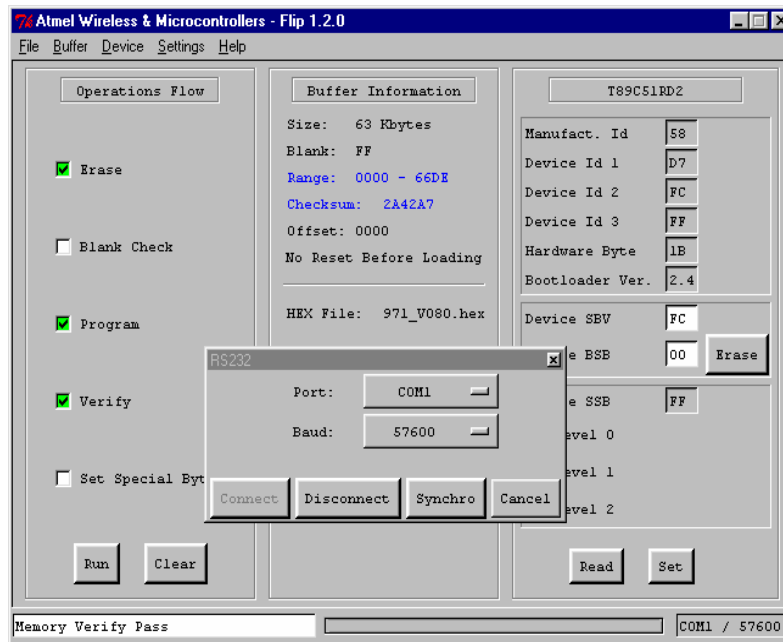 Atmel Wireless & Microcontrollers - Flip 1.2.0
File Buffer Device Settings Help
Operations Flow
Erase
Blank Check
Program
Verify
Set Special Byt
Run Clear
Buffer Information
Size: 63 Kbytes
Blank: FF
Range: 0000 - 66DE
Checksum: 2A42A7
Offset: 0000
No Reset Before Loading
HEX File: 971_V080.hex
T89C51RD2
Manufact. Id 58
Device Id 1 D7
Device Id 2 FC
Device Id 3 FF
Hardware Byte 1B
Bootloader Ver. 2.4
Device SBV FC
e BSB 00 Erase
e SSB FF
evel 0
evel 1
evel 2
Read Set
RS232
Port: COM1
Baud: 57600
Connect Disconnect Synchro Cancel
Memory Verify Pass
COM1 / 57600